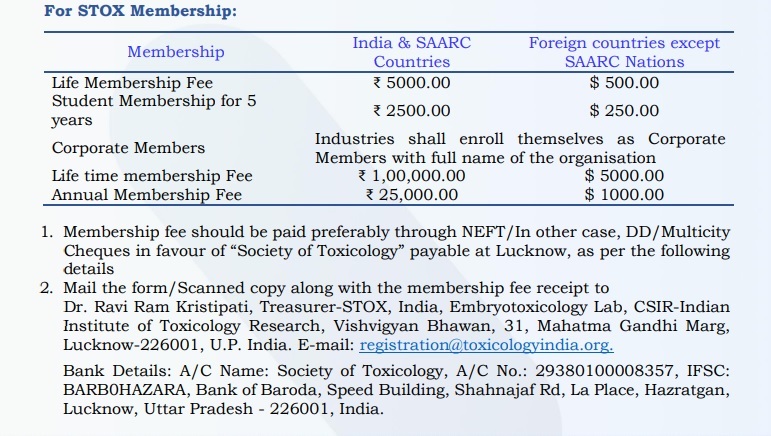 For STOX Membership:
Membership India & SAARC Countries Foreign countries except SAARC Nations
Life Membership Fee ₹ 5000.00 $ 500.00
Student Membership for 5 years ₹ 2500.00 $ 250.00
Corporate Members Industries shall enroll themselves as Corporate Members with full name of the organisation
Life time membership Fee ₹ 1,00,000.00 $ 5000.00
Annual Membership Fee ₹ 25,000.00 $ 1000.00
1. Membership fee should be paid preferably through NEFT/In other case, DD/Multicity
Cheques in favour of “Society of Toxicology” payable at Lucknow, as per the following
details
2. Mail the form/Scanned copy along with the membership fee receipt to
Dr. Ravi Ram Kristipati, Treasurer-STOX, India, Embryotoxicology Lab, CSIR-Indian
Institute of Toxicology Research, Vishvigyan Bhawan, 31, Mahatma Gandhi Marg,
Lucknow-226001, U.P. India. E-mail: registration@toxicologyindia.org.
Bank Details: A/C Name: Society of Toxicology, A/C No.: 29380100008357, IFSC:
BARB0HAZARA, Bank of Baroda, Speed Building, Shahnajaf Rd, La Place, Hazratgan,
Lucknow, Uttar Pradesh - 226001, India.